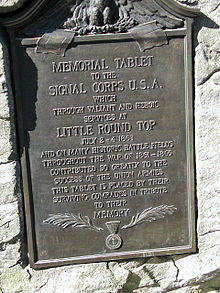 MEMORIAL TABLET
TO THE
SIGNAL CORPS U.S.A.
WHICH
THROUGH VALIANT AND HEROIC
SERVICES AT
LITTLE ROUND TOP
JULY 2-4 1863
AND ON MANY HISTORIC BATTLE-FIELDS
THROUGHOUT THE WAR OF 1861-1865
CONTRIBUTED SO GREATLY TO THE
SUCCESS OF THE UNION ARMIES
THIS TABLET IS PLACED BY THEIR
SURVIVING COMRADES IN TRIBUTE
TO THEIR
MEMORY